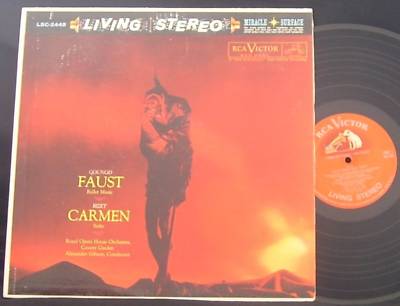 LSC-2449
LIVING STEREO
MIRACLE SURFACE
RCA VICTOR
GOUNOD
FAUST
Ballet Music
BIZET
CARMEN
Suite
Royal Opera House Orchestra,
Covent Garden
Alexander Gibson, Conductor
RCA VICTOR
LIVING STEREO